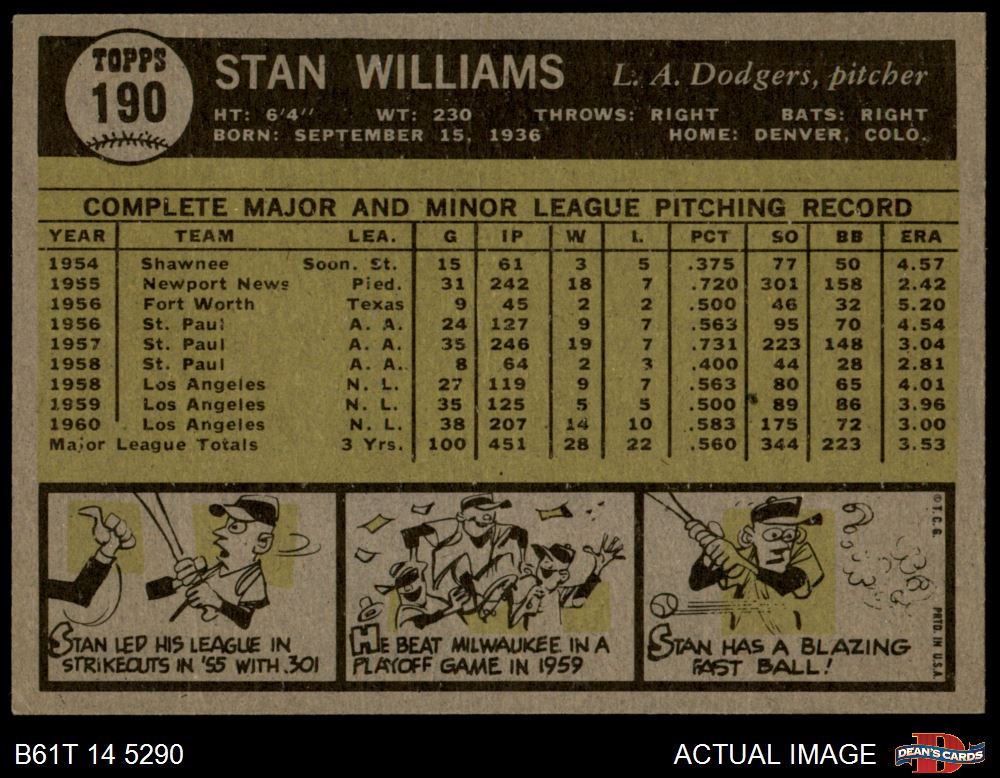 TOPPS
190
STAN WILLIAMS
L. A. Dodgers, pitcher
HT: 6'4" WT: 230 THROWS: RIGHT BATS: RIGHT
BORN: SEPTEMBER 15, 1936 HOME: DENVER, COLO.
COMPLETE MAJOR AND MINOR LEAGUE PITCHING RECORD
YEAR TEAM LEA. G IP W L PCT SO BB ERA
1954 Shawnee Soon. St. 15 61 3 5 .375 77 50 4.57
1955 Newport News Pied. 31 242 18 7 .720 301 158 2.42
1956 Fort Worth Texas 9 45 2 2 .500 46 32 5.20
1956 St. Paul A. A. 24 127 9 7 .563 95 70 4.54
1957 St. Paul A. A. 35 246 19 7 .731 223 148 3.04
1958 St. Paul A. A. 8 64 2 3 .400 44 28 2.81
1958 Los Angeles N. L. 27 119 9 7 .563 80 65 4.01
1959 Los Angeles N. L. 35 125 5 5 .500 89 86 3.96
1960 Los Angeles N. L. 38 207 14 10 .583 175 72 3.00
Major League Totals 3 Yrs. 100 451 28 22 .560 344 223 3.53
STAN LED HIS LEAGUE IN
STRIKEOUTS IN '55 WITH 301
HE BEAT MILWAUKEE IN A
PLAYOFF GAME IN 1959
STAN HAS A BLAZING
FAST BALL!
© T.C.G.
PRTD. IN U.S.A.
B61T 14 5290
ACTUAL IMAGE
DEAN'S CARDS